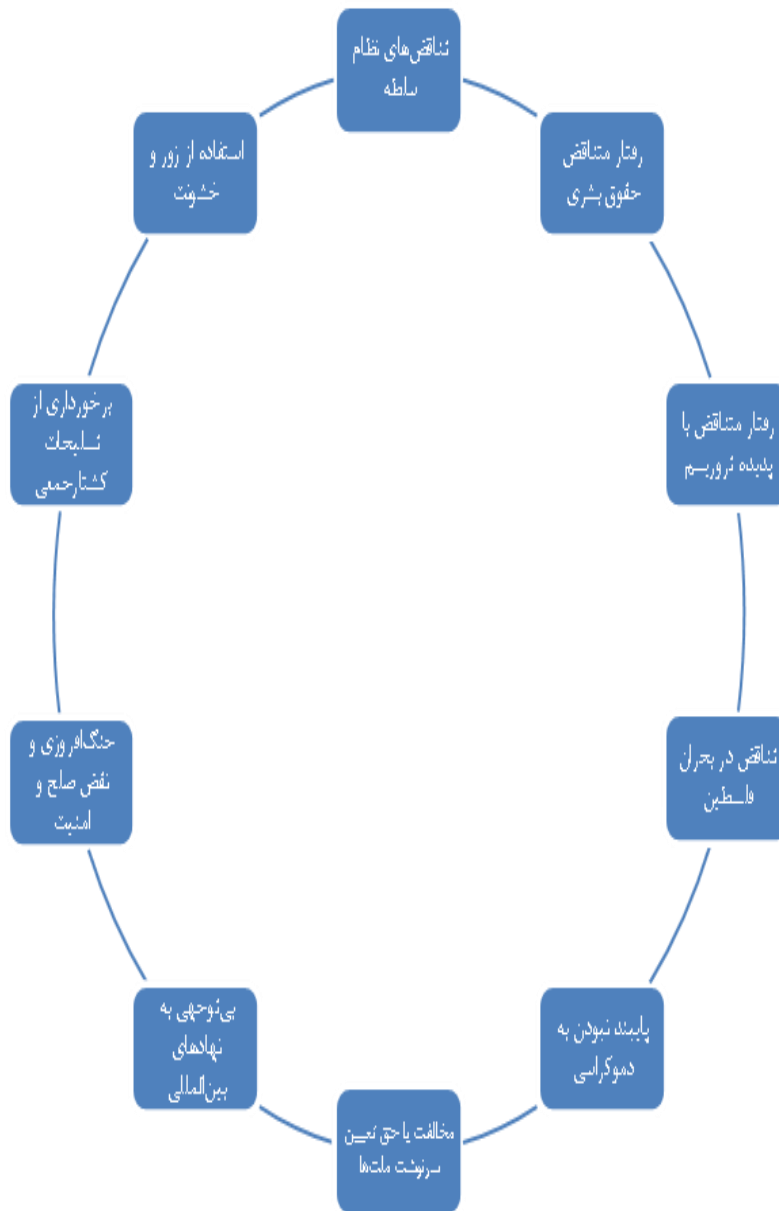 تناقض‌های نظام
سلطه
رفتار متناقض
حقوق بشری
رفتار متناقض با
پدیده تروریسم
تناقض در بحران
فلسطین
پایبند نبودن به
دموکراسی
مخالفت با حق تعیین
سرنوشت ملت‌ها
بی‌توجهی به
نهادهای
بین‌المللی
جنگ‌افروزی و
نقض صلح و
امنیت
برخورداری از
تسلیحات
کشتارجمعی
استفاده از زور و
خشونت